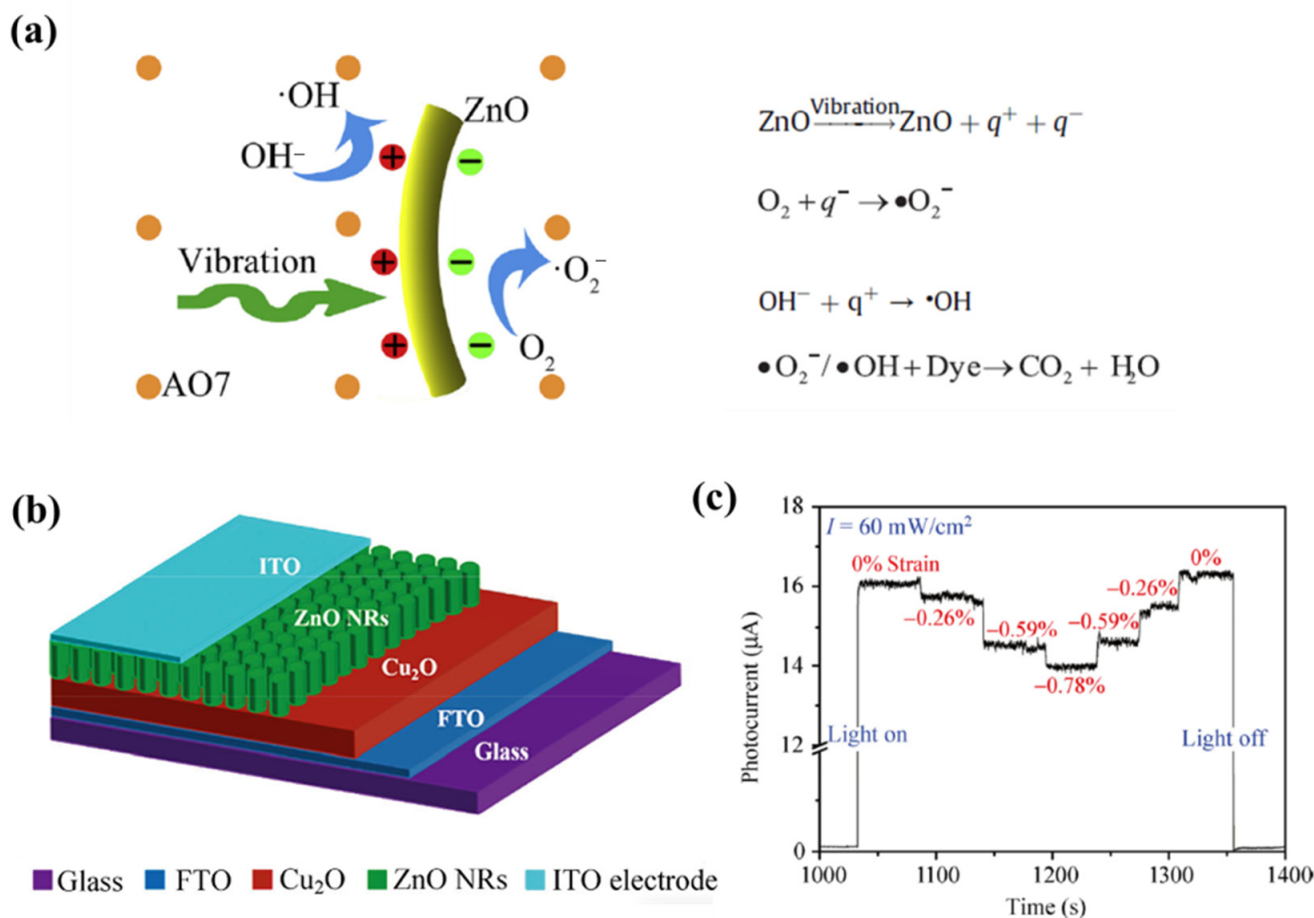 (a)
·OH
ZnO
OH⁻
Vibration
·O₂⁻
O₂
AO7
+
+
+
−
−
−
ZnO Vibration→ ZnO + q⁺ + q⁻
O₂ + q⁻ → •O₂⁻
OH⁻ + q⁺ → •OH
•O₂⁻/•OH + Dye → CO₂ + H₂O
(b)
ITO
ZnO NRs
Cu₂O
FTO
Glass
Glass FTO Cu₂O ZnO NRs ITO electrode
(c)
I = 60 mW/cm²
0% Strain
−0.26%
−0.59%
−0.78%
−0.59%
−0.26%
0%
Light on
Light off
Photocurrent (μA)
18
16
14
12
0
1000 1100 1200 1300 1400
Time (s)